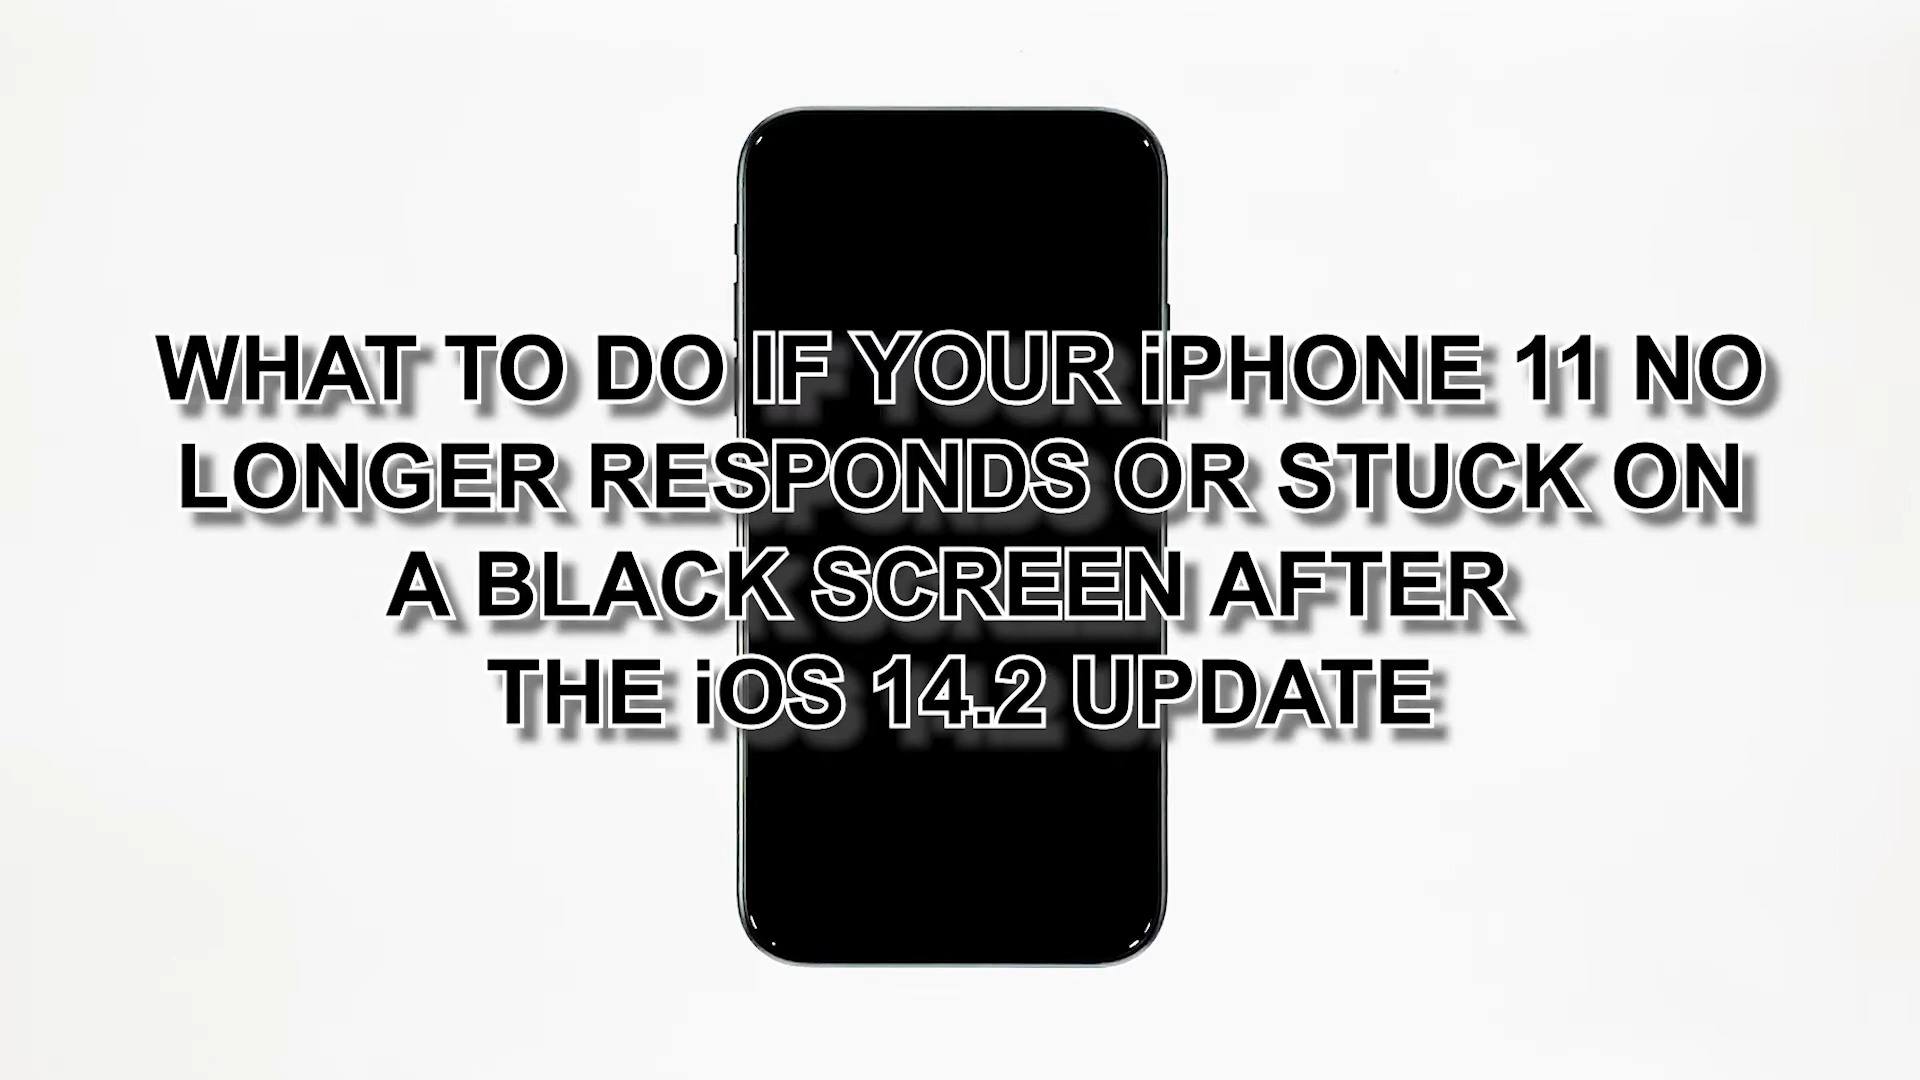 WHAT TO DO IF YOUR iPHONE 11 NO
LONGER RESPONDS OR STUCK ON
A BLACK SCREEN AFTER
THE iOS 14.2 UPDATE